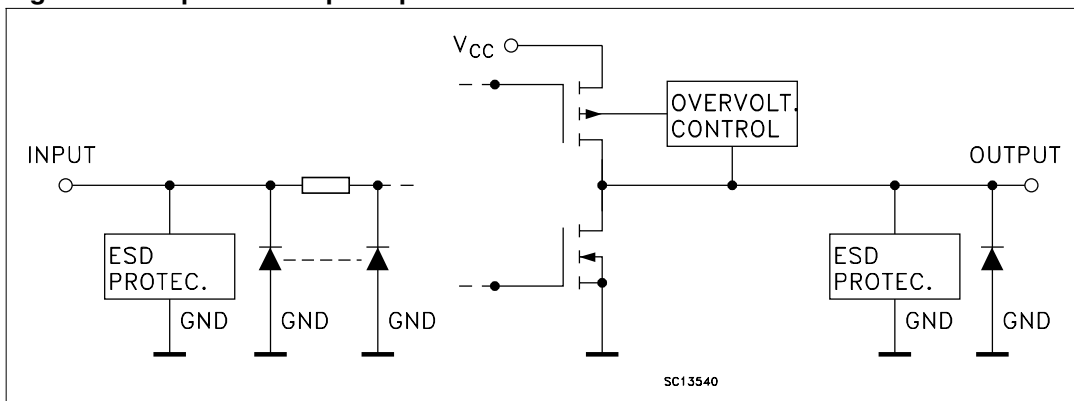 VCC
OVERVOLT.
CONTROL
INPUT
OUTPUT
ESD
PROTEC.
GND
GND
GND
ESD
PROTEC.
GND
GND
SC13540